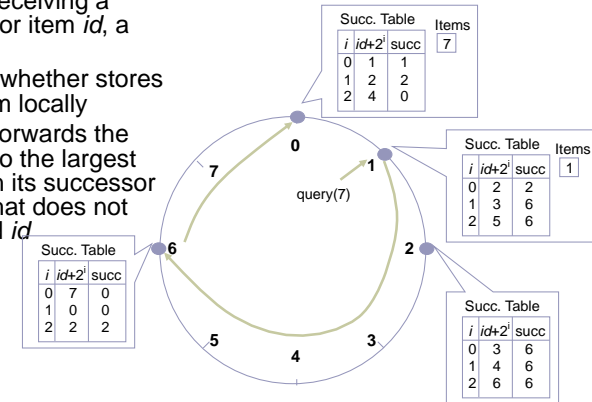 eceiving a
or item id, a
whether stores
m locally
orwards the
o the largest
n its successor
hat does not
d id
Succ. Table
Items
i id+2^i succ
7
0 1 1
1 2 2
2 4 0
Succ. Table
Items
i id+2^i succ
1
0 2 2
1 3 6
2 5 6
0
1
7
query(7)
6
2
Succ. Table
i id+2^i succ
0 7 0
1 0 0
2 2 2
5
4
3
Succ. Table
i id+2^i succ
0 3 6
1 4 6
2 6 6